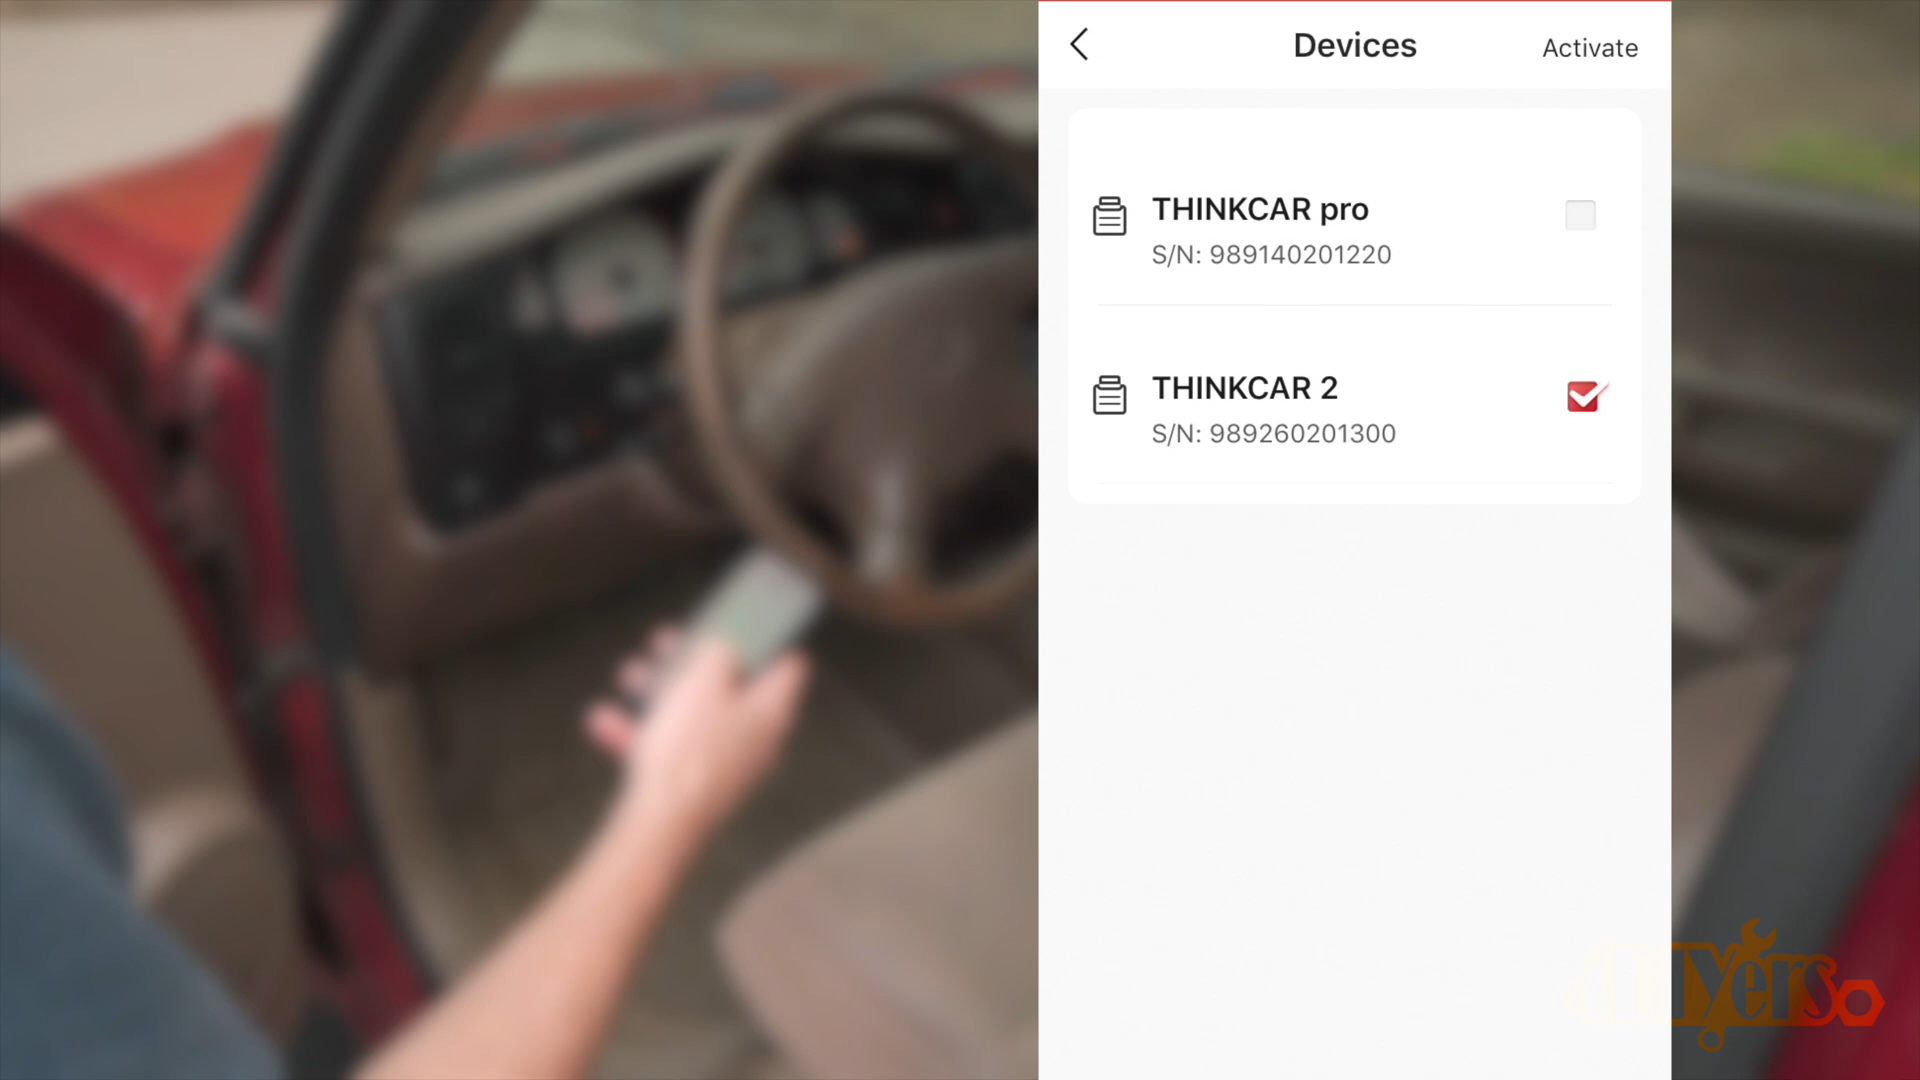 Devices
Activate
THINKCAR pro
S/N: 989140201220
THINKCAR 2
S/N: 989260201300